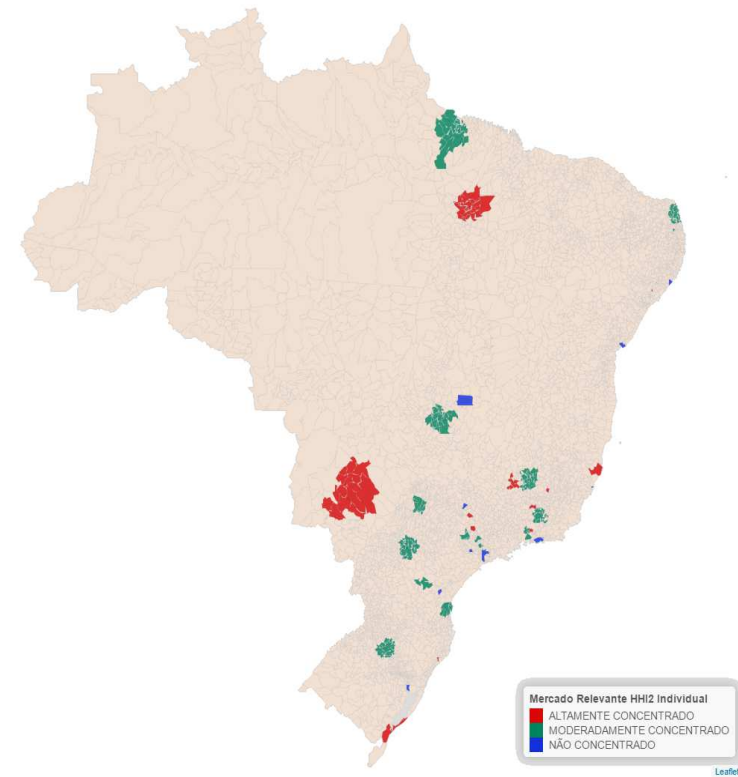 Mercado Relevante HHI2 Individual
ALTAMENTE CONCENTRADO
MODERADAMENTE CONCENTRADO
NÃO CONCENTRADO
Leaflet